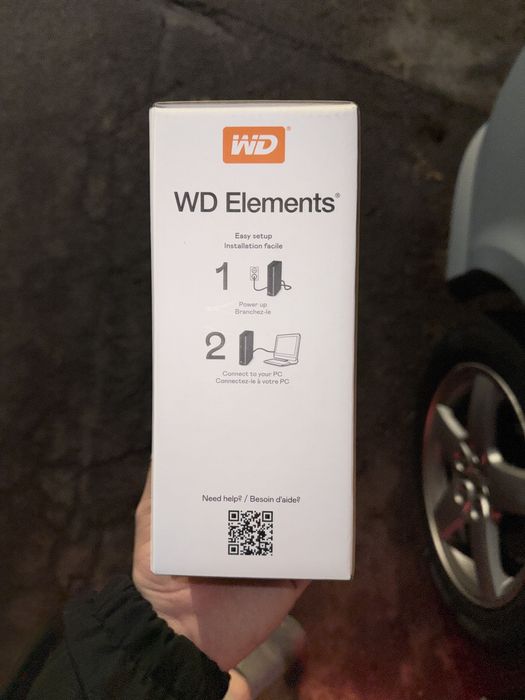 WD®
WD Elements®
Easy setup
Installation facile
1
Power up
Branchez-le
2
Connect to your PC
Connectez-le à votre PC
Need help? / Besoin d'aide?